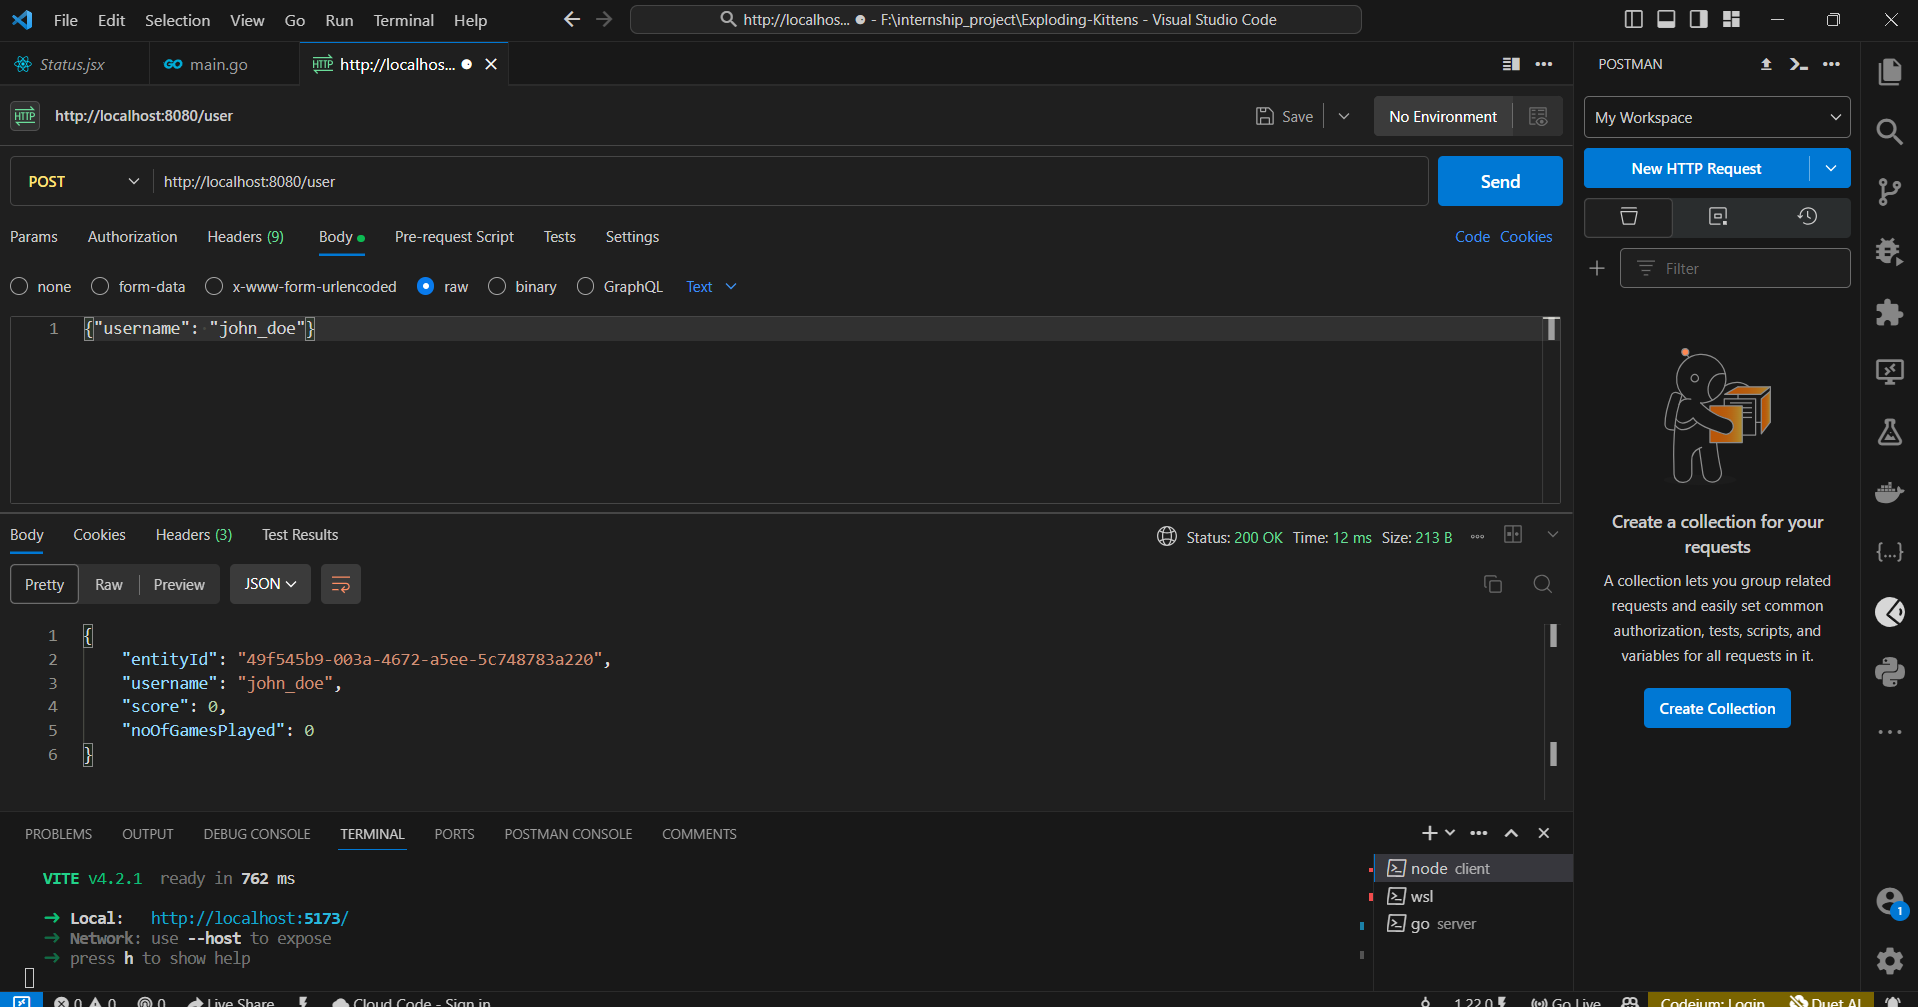 File Edit Selection View Go Run Terminal Help
http://localhos... ● - F:\internship_project\Exploding-Kittens - Visual Studio Code
Status.jsx
GO main.go
HTTP http://localhos...
HTTP http://localhost:8080/user
Save
No Environment
POST http://localhost:8080/user
Send
Params Authorization Headers (9) Body Pre-request Script Tests Settings
Code Cookies
none form-data x-www-form-urlencoded raw binary GraphQL Text
1 {"username": "john_doe"}
Body Cookies Headers (3) Test Results
Status: 200 OK Time: 12 ms Size: 213 B
Pretty Raw Preview JSON
1 {
2 "entityId": "49f545b9-003a-4672-a5ee-5c748783a220",
3 "username": "john_doe",
4 "score": 0,
5 "noOfGamesPlayed": 0
6 }
PROBLEMS OUTPUT DEBUG CONSOLE TERMINAL PORTS POSTMAN CONSOLE COMMENTS
VITE v4.2.1 ready in 762 ms
➜ Local: http://localhost:5173/
➜ Network: use --host to expose
➜ press h to show help
node client
wsl
go server
POSTMAN
My Workspace
New HTTP Request
Filter
Create a collection for your
requests
A collection lets you group related
requests and easily set common
authorization, tests, scripts, and
variables for all requests in it.
Create Collection
1
0 0 0 Live Share Cloud Code - Sign in
1.22.0 Go Live Codeium: Login Duet AI